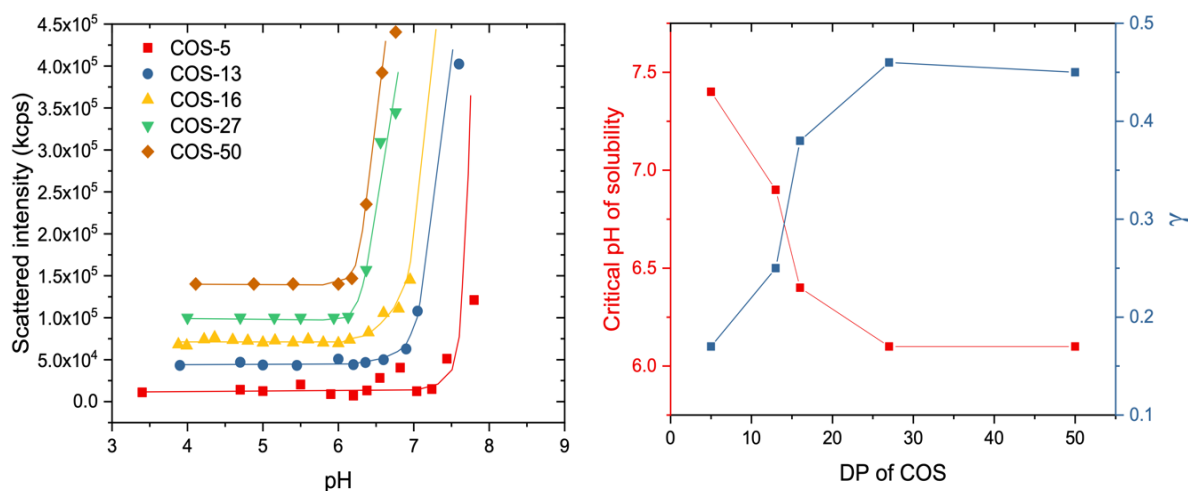 4.5x10⁵
4.0x10⁵
3.5x10⁵
3.0x10⁵
2.5x10⁵
2.0x10⁵
1.5x10⁵
1.0x10⁵
5.0x10⁴
0.0
Scattered intensity (kcps)
COS-5
COS-13
COS-16
COS-27
COS-50
3 4 5 6 7 8 9
pH
7.5
7.0
6.5
6.0
Critical pH of solubility
0 10 20 30 40 50
DP of COS
0.5
0.4
0.3
0.2
0.1
γ